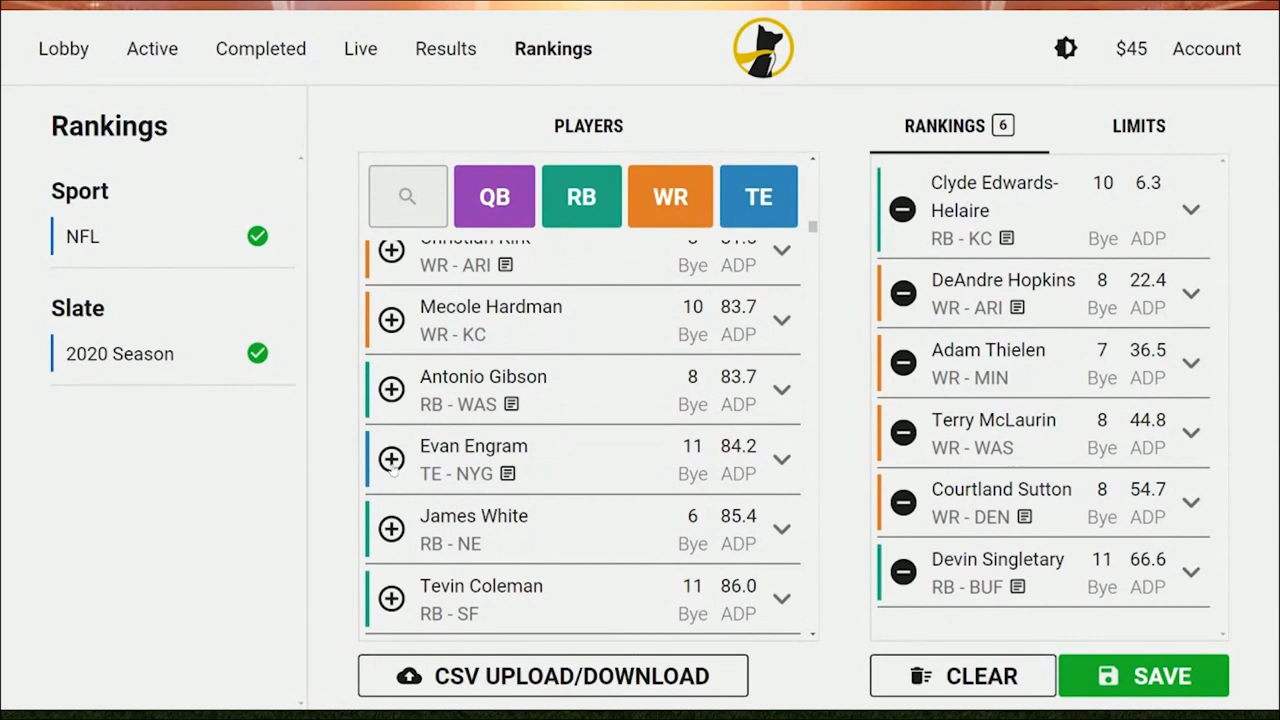 Lobby Active Completed Live Results Rankings $45 Account
Rankings
Sport
NFL
Slate
2020 Season
PLAYERS
QB RB WR TE
WR - ARI Bye ADP
Mecole Hardman 10 83.7
WR - KC Bye ADP
Antonio Gibson 8 83.7
RB - WAS Bye ADP
Evan Engram 11 84.2
TE - NYG Bye ADP
James White 6 85.4
RB - NE Bye ADP
Tevin Coleman 11 86.0
RB - SF Bye ADP
CSV UPLOAD/DOWNLOAD
RANKINGS 6 LIMITS
Clyde Edwards- 10 6.3
Helaire
RB - KC Bye ADP
DeAndre Hopkins 8 22.4
WR - ARI Bye ADP
Adam Thielen 7 36.5
WR - MIN Bye ADP
Terry McLaurin 8 44.8
WR - WAS Bye ADP
Courtland Sutton 8 54.7
WR - DEN Bye ADP
Devin Singletary 11 66.6
RB - BUF Bye ADP
CLEAR SAVE